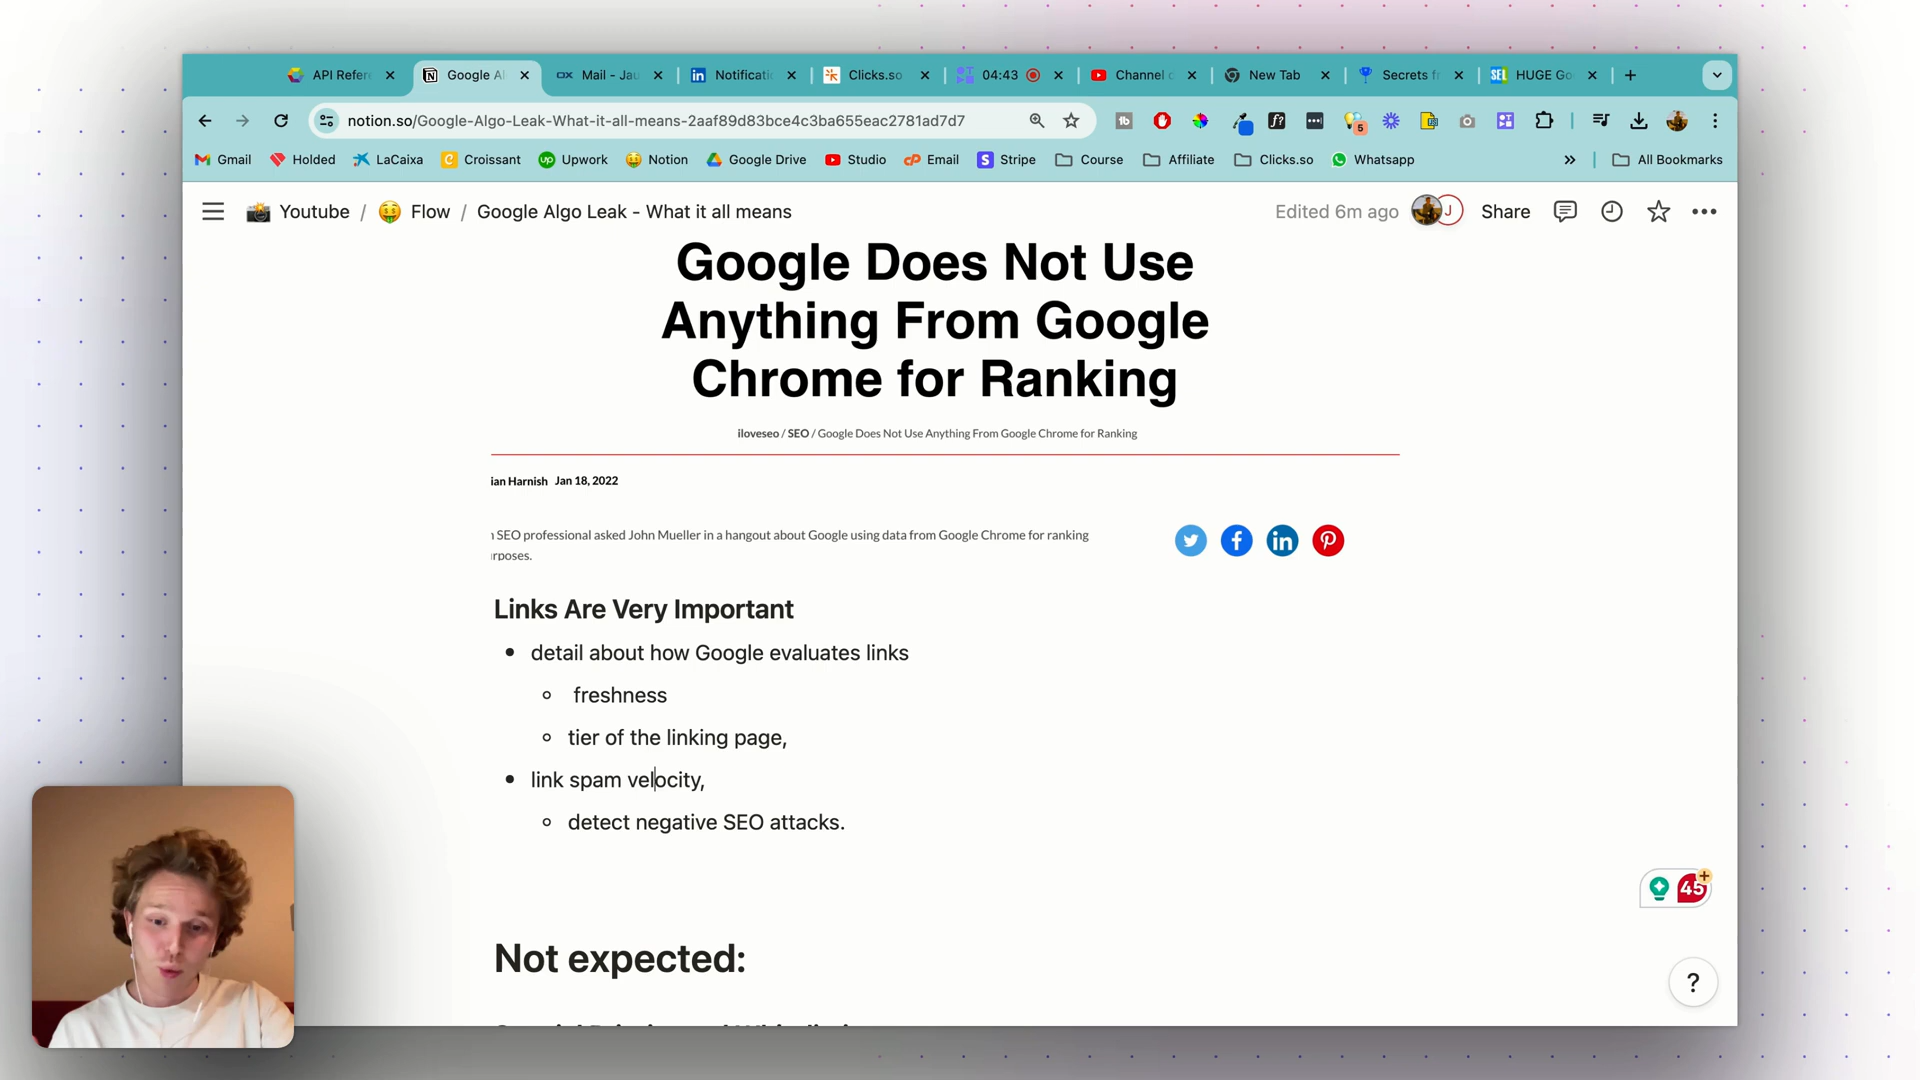 API Refer
Google Al
Mail - Jau
Notificatio
Clicks.so
04:43
Channel c
New Tab
Secrets f
HUGE Go
notion.so/Google-Algo-Leak-What-it-all-means-2aaf89d83bce4c3ba655eac2781ad7d7
5
Gmail
Holded
LaCaixa
Croissant
Upwork
Notion
Google Drive
Studio
Email
Stripe
Course
Affiliate
Clicks.so
Whatsapp
All Bookmarks
Youtube / Flow / Google Algo Leak - What it all means
Edited 6m ago
J
Share
Google Does Not Use
Anything From Google
Chrome for Ranking
iloveseo / SEO / Google Does Not Use Anything From Google Chrome for Ranking
ian Harnish Jan 18, 2022
SEO professional asked John Mueller in a hangout about Google using data from Google Chrome for ranking
rposes.
Links Are Very Important
detail about how Google evaluates links
freshness
tier of the linking page,
link spam velocity,
detect negative SEO attacks.
45
Not expected:
?